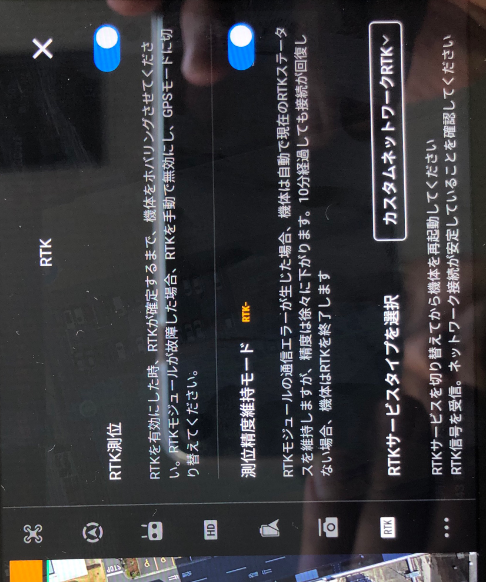 RTK
RTK測位
RTKを有効にした時、RTKが確定するまで、機体をホバリングさせてくださ
い。RTKモジュールが故障した場合、RTKを手動で無効にし、GPSモードに切
り替えてください。
測位精度維持モード RTK-
RTKモジュールの通信エラーが生じた場合、機体は自動で現在のRTKステータ
スを維持しますが、精度は徐々に下がります。10分経過しても接続が回復し
ない場合、機体はRTKを終了します
RTKサービスタイプを選択 カスタムネットワークRTK
RTKサービスを切り替えてから機体を再起動してください
RTK信号を受信。ネットワーク接続が安定していることを確認してください
HD
RTK